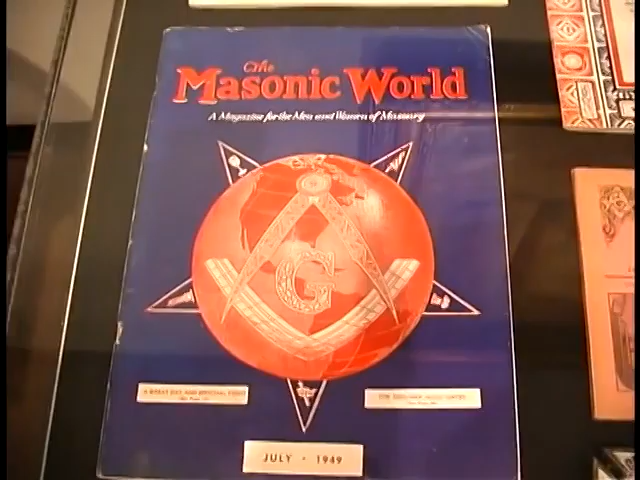 The
Masonic World
A Magazine for the Men and Women of Masonry
G
JULY - 1949